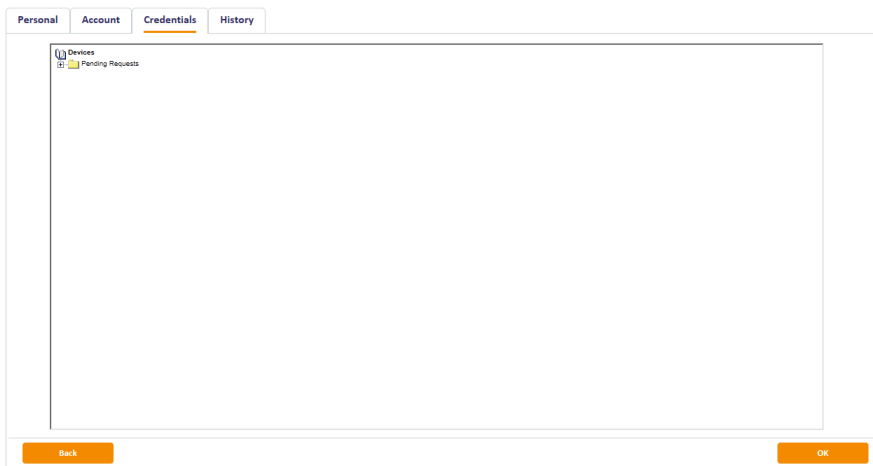 Personal Account Credentials History
Devices
Pending Requests
Back OK